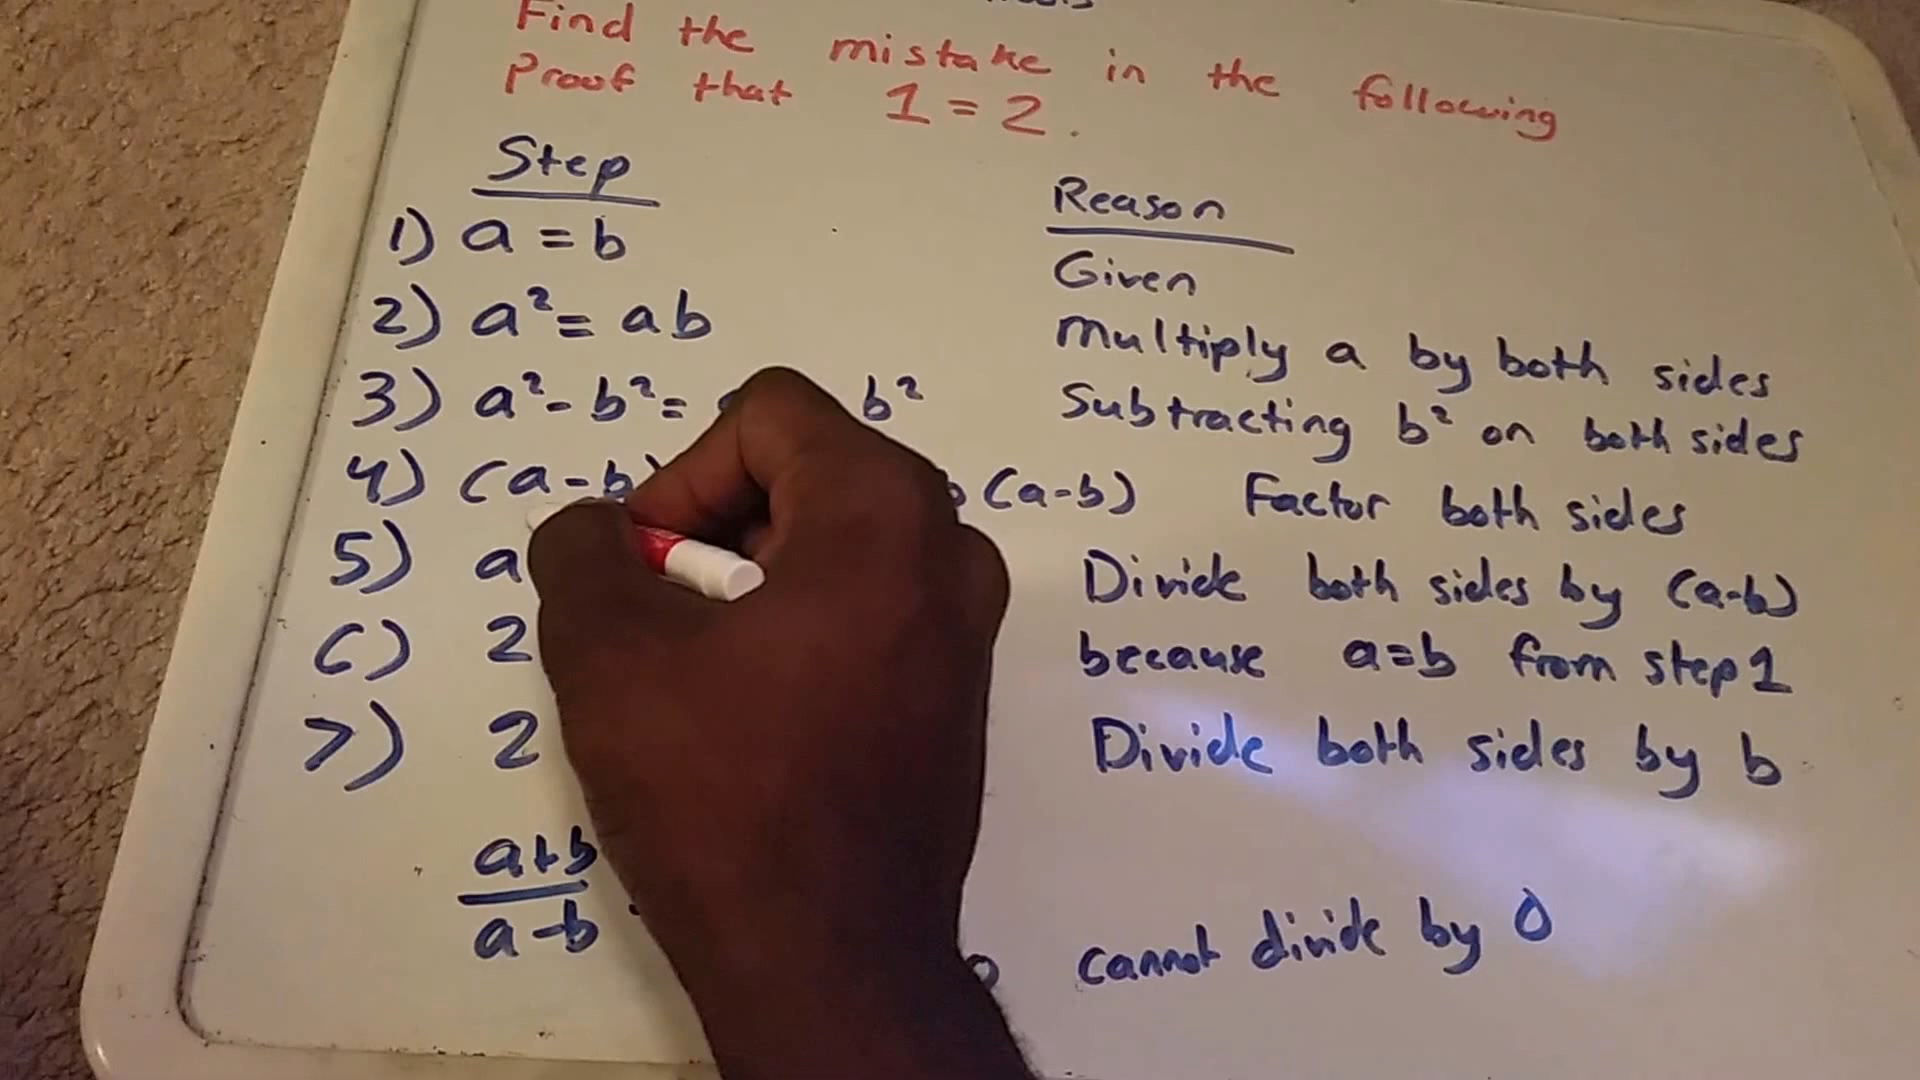 Find the mistake in the following
Proof that 1 = 2.
Step
Reason
1) a = b
Given
2) a² = ab
Multiply a by both sides
3) a² - b² = b²
Subtracting b² on both sides
4) (a-b) (a-b) Factor both sides
5) a
Divide both sides by (a-b)
6) 2
because a=b from step 1
7) 2
Divide both sides by b
a+b
a-b
cannot divide by 0